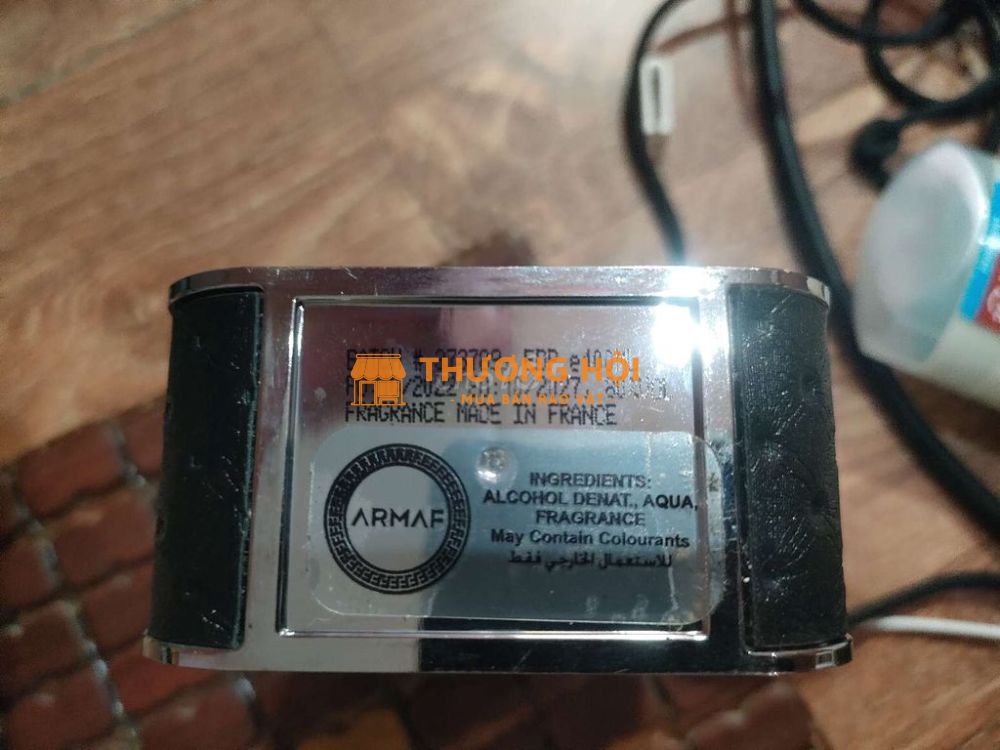 BATCH #
THƯƠNG HỘI
- MUA BÁN RAO VẶT -
FRAGRANCE MADE IN FRANCE
ARMAF
INGREDIENTS:
ALCOHOL DENAT., AQUA,
FRAGRANCE
May Contain Colourants
للاستعمال الخارجي فقط